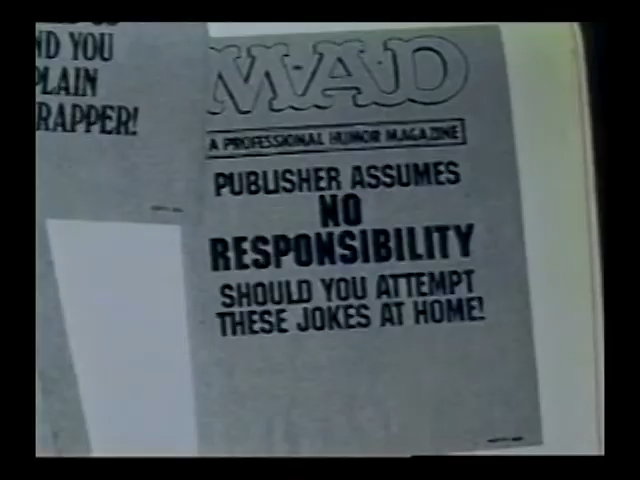 ND YOU
PLAIN
RAPPER!
MAD
A PROFESSIONAL HUMOR MAGAZINE
PUBLISHER ASSUMES
NO
RESPONSIBILITY
SHOULD YOU ATTEMPT
THESE JOKES AT HOME!